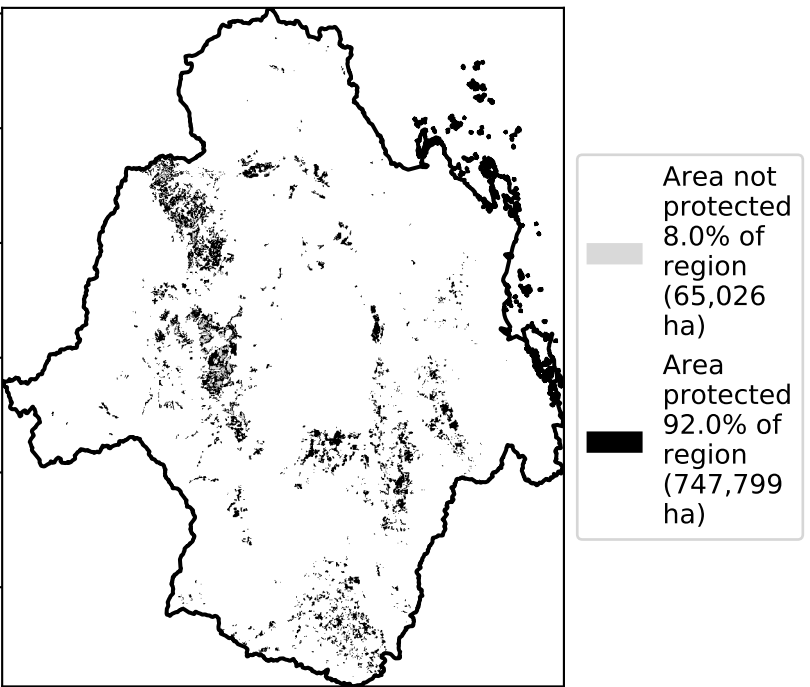 Area not
protected
8.0% of
region
(65,026
ha)
Area
protected
92.0% of
region
(747,799
ha)